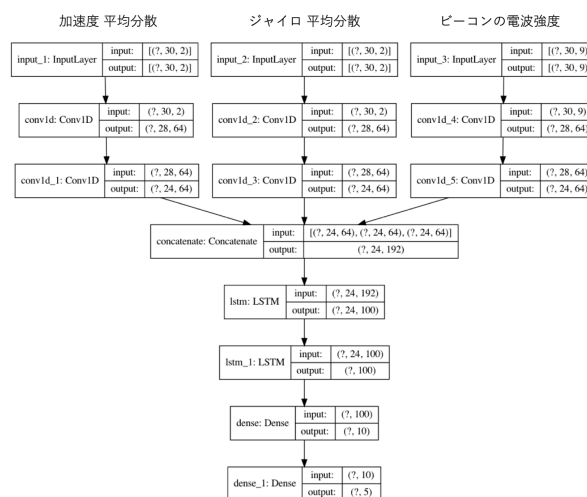 加速度 平均分散
ジャイロ 平均分散
ビーコンの電波強度
input_1: InputLayer
input: [(?, 30, 2)]
output: [(?, 30, 2)]
input_2: InputLayer
input: [(?, 30, 2)]
output: [(?, 30, 2)]
input_3: InputLayer
input: [(?, 30, 9)]
output: [(?, 30, 9)]
conv1d: Conv1D
input: (?, 30, 2)
output: (?, 28, 64)
conv1d_2: Conv1D
input: (?, 30, 2)
output: (?, 28, 64)
conv1d_4: Conv1D
input: (?, 30, 9)
output: (?, 28, 64)
conv1d_1: Conv1D
input: (?, 28, 64)
output: (?, 24, 64)
conv1d_3: Conv1D
input: (?, 28, 64)
output: (?, 24, 64)
conv1d_5: Conv1D
input: (?, 28, 64)
output: (?, 24, 64)
concatenate: Concatenate
input: [(?, 24, 64), (?, 24, 64), (?, 24, 64)]
output: (?, 24, 192)
lstm: LSTM
input: (?, 24, 192)
output: (?, 24, 100)
lstm_1: LSTM
input: (?, 24, 100)
output: (?, 100)
dense: Dense
input: (?, 100)
output: (?, 10)
dense_1: Dense
input: (?, 10)
output: (?, 5)